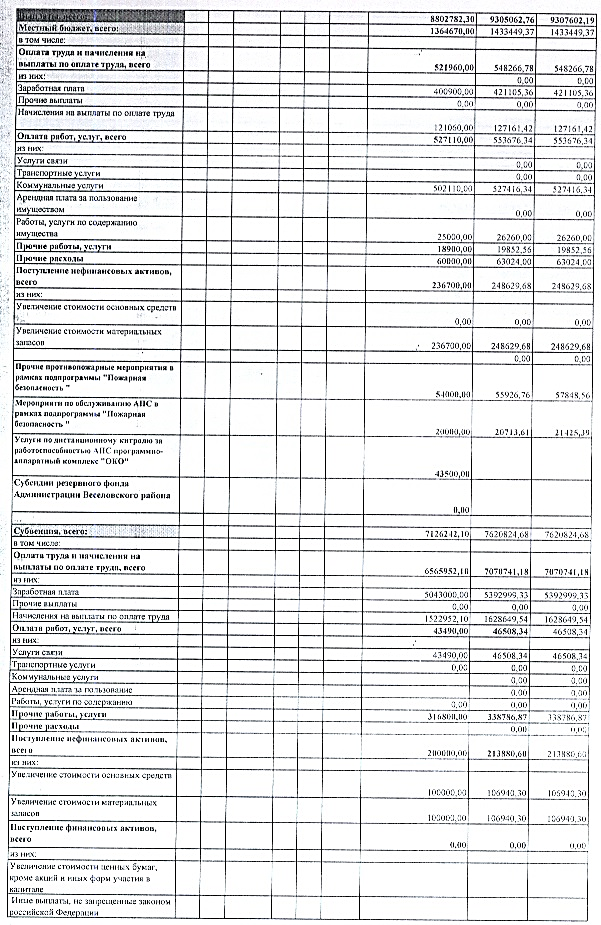 8802782,30 9305062,76 9307602,19
Местный бюджет, всего: 1364670,00 1433449,37 1433449,37
в том числе:
Оплата труда и начисления на
выплаты по оплате труда, всего 521960,00 548266,78 548266,78
из них: 0,00 0,00
Заработная плата 400900,00 421105,36 421105,36
Прочие выплаты 0,00 0,00 0,00
Начисления на выплаты по оплате труда
121060,00 127161,42 127161,42
Оплата работ, услуг, всего 527110,00 553676,34 553676,34
из них:
Услуги связи 0,00 0,00
Транспортные услуги 0,00 0,00
Коммунальные услуги 502110,00 527416,34 527416,34
Арендная плата за пользование
имуществом 0,00 0,00
Работы, услуги по содержанию
имущества 25000,00 26260,00 26260,00
Прочие работы, услуги 18900,00 19852,56 19852,56
Прочие расходы 60000,00 63024,00 63024,00
Поступление нефинансовых активов,
всего 236700,00 248629,68 248629,68
из них:
Увеличение стоимости основных средств
0,00 0,00 0,00
Увеличение стоимости материальных
запасов 236700,00 248629,68 248629,68
0,00 0,00
Прочие противопожарные мероприятия в
рамках подпрограммы "Пожарная
безопасность " 54000,00 55926,76 57848,56
Мероприяти по обслуживанию АПС в
рамках подпрограммы "Пожарная
безопасность " 20000,00 20713,61 21425,39
Услуги по дистанционному
работоспособностью АПС программно-
аппаратный комплекс "ОКО" 43500,00
Субсидии резервного фонда
Администрации Веселовского района
0,00
Субвенция, всего: 7126242,10 7620824,68 7620824,68
в том числе:
Оплата труда и начисления на
выплаты по оплате труда, всего 6565952,10 7070741,18 7070741,18
из них:
Заработная плата 5043000,00 5392999,33 5392999,33
Прочие выплаты 0,00 0,00 0,00
Начисления на выплаты по оплате труда 1522952,10 1628649,54 1628649,54
Оплата работ, услуг, всего 43490,00 46508,34 46508,34
из них:
Услуги связи 43490,00 46508,34 46508,34
Транспортные услуги 0,00 0,00 0,00
Коммунальные услуги 0,00 0,00
Арендная плата за пользование 0,00 0,00
Работы, услуги по содержанию 0,00 0,00 0,00
Прочие работы, услуги 316800,00 338786,87 338786,87
Прочие расходы 0,00 0,00
Поступление нефинансовых активов,
всего 200000,00 213880,60 213880,60
из них:
Увеличение стоимости основных средств
100000,00 106940,30 106940,30
Увеличение стоимости материальных
запасов 100000,00 106940,30 106940,30
Поступление финансовых активов,
всего 0,00 0,00 0,00
из них:
Увеличение стоимости ценных бумаг,
кроме акций и иных форм участия в
капитале
Иные выплаты, не запрещенные законом
российской Федерации